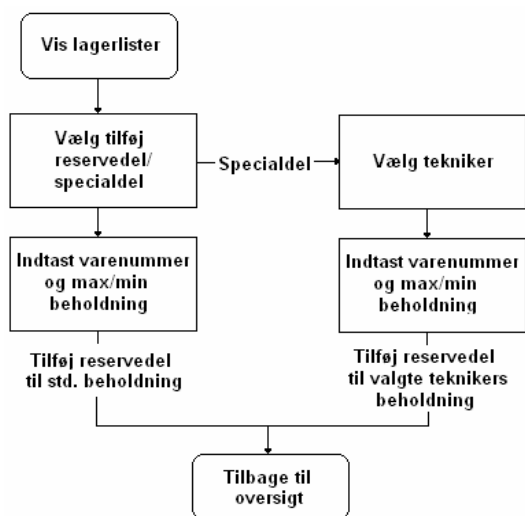 Vis lagerlister
Vælg tilføj
reservedel/
specialdel
Specialdel
Vælg tekniker
Indtast varenummer
og max/min
beholdning
Indtast varenummer
og max/min
beholdning
Tilføj reservedel
til std. beholdning
Tilføj reservedel
til valgte teknikers
beholdning
Tilbage til
oversigt